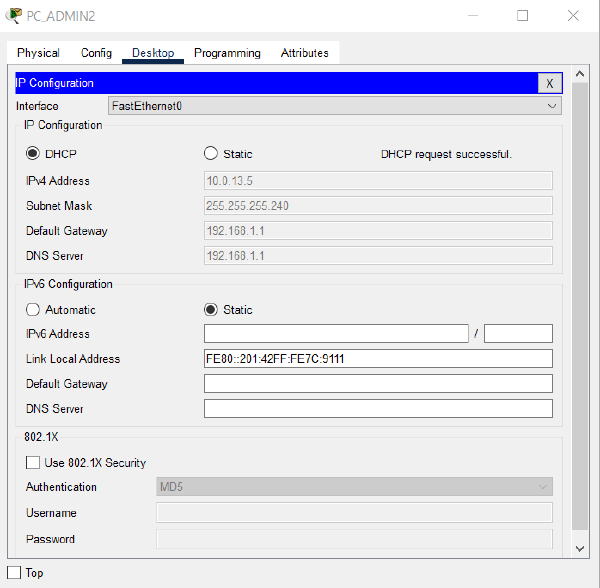 PC_ADMIN2
Physical Config Desktop Programming Attributes
IP Configuration X
Interface FastEthernet0
IP Configuration
DHCP Static DHCP request successful.
IPv4 Address 10.0.13.5
Subnet Mask 255.255.255.240
Default Gateway 192.168.1.1
DNS Server 192.168.1.1
IPv6 Configuration
Automatic Static
IPv6 Address /
Link Local Address FE80::201:42FF:FE7C:9111
Default Gateway
DNS Server
802.1X
Use 802.1X Security
Authentication MD5
Username
Password
Top